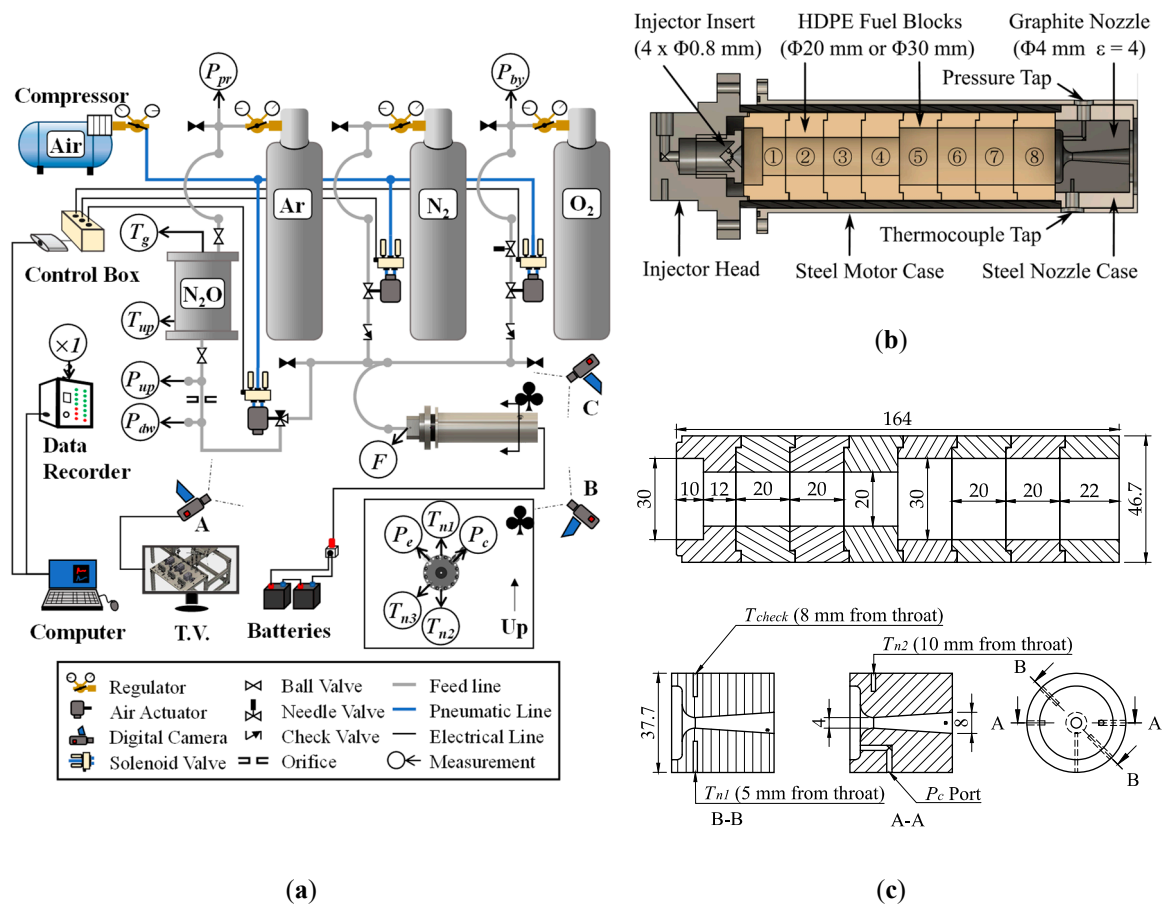 P_pr
P_by
Compressor
Air
Ar
N2
O2
Control Box
T_g
N2O
T_up
×1
P_up
P_dw
Data
Recorder
F
C
A
B
T_n1
P_e
P_c
T_n3
T_n2
Up
Computer
T.V.
Batteries
Regulator
Ball Valve
Feed line
Air Actuator
Needle Valve
Pneumatic Line
Digital Camera
Check Valve
Electrical Line
Solenoid Valve
Orifice
Measurement
(a)
Injector Insert
(4 x Φ0.8 mm)
HDPE Fuel Blocks
(Φ20 mm or Φ30 mm)
Graphite Nozzle
(Φ4 mm ε = 4)
Pressure Tap
① ② ③ ④ ⑤ ⑥ ⑦ ⑧
Thermocouple Tap
Injector Head
Steel Motor Case
Steel Nozzle Case
(b)
164
30
10 12 20 20 20 30 20 20 22
46.7
Tcheck (8 mm from throat)
Tn2 (10 mm from throat)
B
37.7
4
8
A
A
B
Tn1 (5 mm from throat)
Pc Port
B-B
A-A
(c)